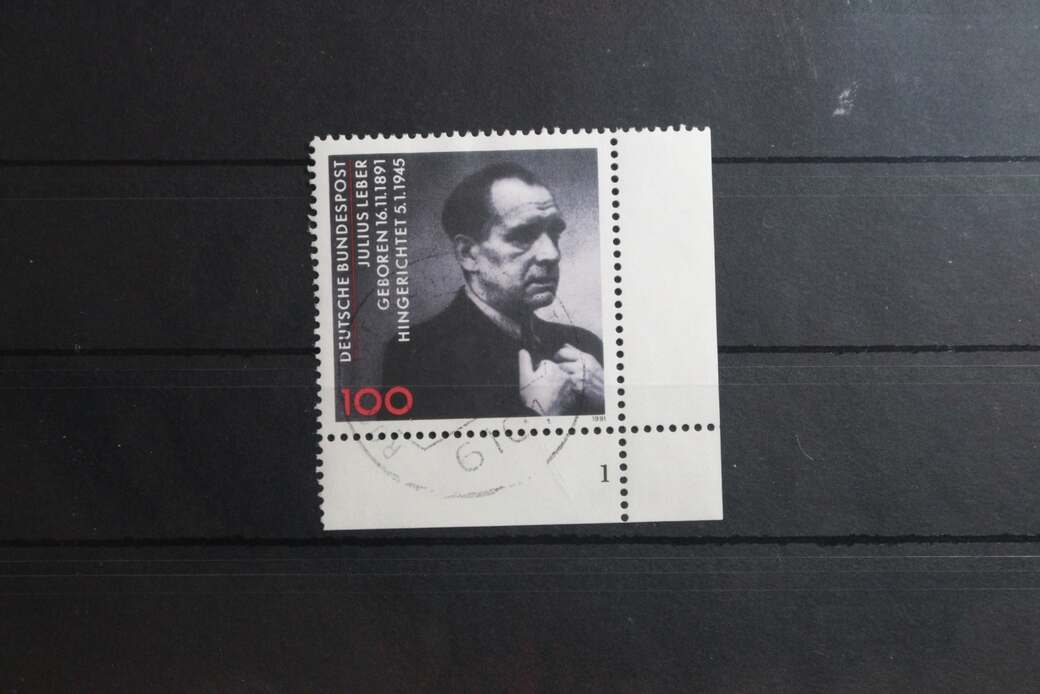 DEUTSCHE BUNDESPOST
JULIUS LEBER
GEBOREN 16.11.1891
HINGERICHTET 5.1.1945
100
1991
1